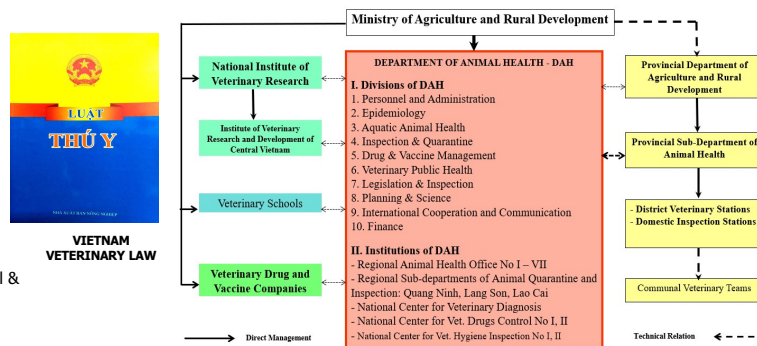 LUẬT
THÚ Y
NHÀ XUẤT BẢN NÔNG NGHIỆP
VIETNAM
VETERINARY LAW
l &
Ministry of Agriculture and Rural Development
National Institute of
Veterinary Research
Institute of Veterinary
Research and Development of
Central Vietnam
Veterinary Schools
Veterinary Drug and
Vaccine Companies
DEPARTMENT OF ANIMAL HEALTH - DAH
I. Divisions of DAH
1. Personnel and Administration
2. Epidemiology
3. Aquatic Animal Health
4. Inspection & Quarantine
5. Drug & Vaccine Management
6. Veterinary Public Health
7. Legislation & Inspection
8. Planning & Science
9. International Cooperation and Communication
10. Finance
II. Institutions of DAH
- Regional Animal Health Office No I – VII
- Regional Sub-departments of Animal Quarantine and
Inspection: Quang Ninh, Lang Son, Lao Cai
- National Center for Veterinary Diagnosis
- National Center for Vet. Drugs Control No I, II
- National Center for Vet. Hygiene Inspection No I, II
Provincial Department of
Agriculture and Rural
Development
Provincial Sub-Department of
Animal Health
- District Veterinary Stations
- Domestic Inspection Stations
Communal Veterinary Teams
Direct Management
Technical Relation